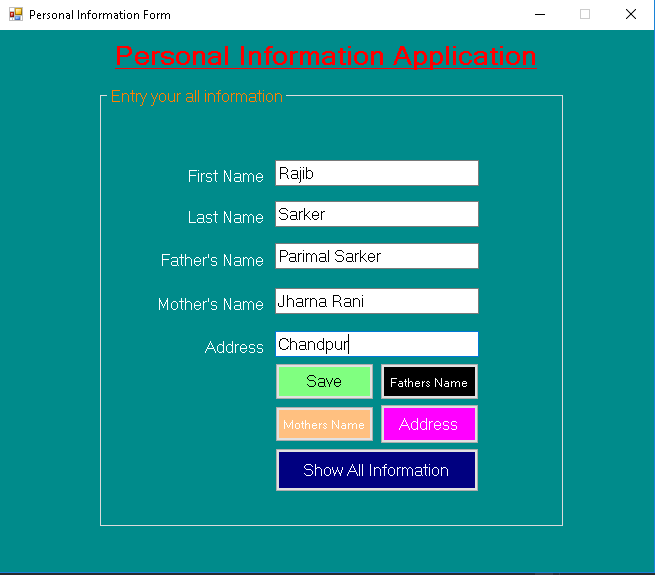 Personal Information Form
Personal Information Application
Entry your all information
First Name Rajib
Last Name Sarker
Father's Name Parimal Sarker
Mother's Name Jharna Rani
Address Chandpur
Save Fathers Name
Mothers Name Address
Show All Information